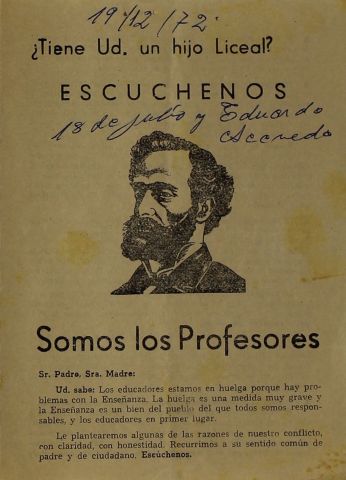 19/12/72
¿Tiene Ud. un hijo Liceal?
ESCUCHENOS
18 de julio y Eduardo
Acevedo
Somos los Profesores
Sr. Padre, Sra. Madre:
Ud. sabe: Los educadores estamos en huelga porque hay pro-
blemas con la Enseñanza. La huelga es una medida muy grave y
la Enseñanza es un bien del pueblo del que todos somos respon-
sables, y los educadores en primer lugar.
Le plantearemos algunas de las razones de nuestro conflicto,
con claridad, con honestidad. Recurrimos a su sentido común de
padre y de ciudadano. Escúchenos.